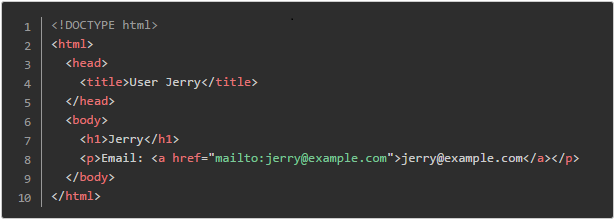 1 <!DOCTYPE html>
2 <html>
3   <head>
4     <title>User Jerry</title>
5   </head>
6   <body>
7     <h1>Jerry</h1>
8     <p>Email: <a href="mailto:jerry@example.com">jerry@example.com</a></p>
9   </body>
10 </html>